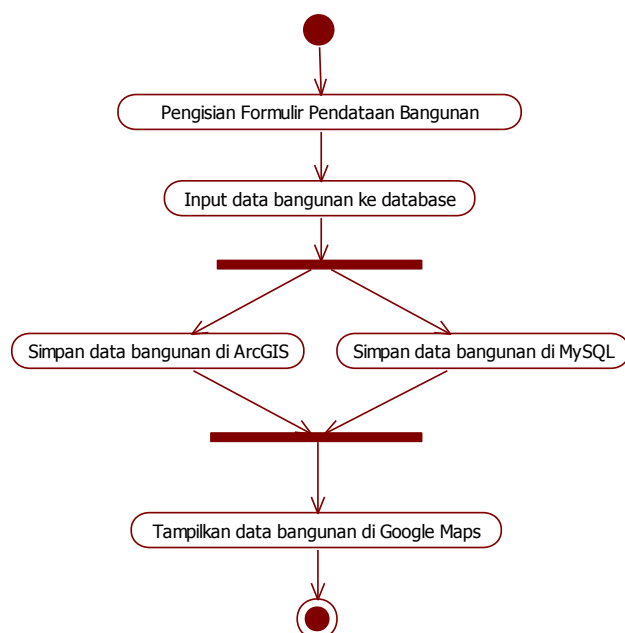 Pengisian Formulir Pendataan Bangunan
Input data bangunan ke database
Simpan data bangunan di ArcGIS
Simpan data bangunan di MySQL
Tampilkan data bangunan di Google Maps